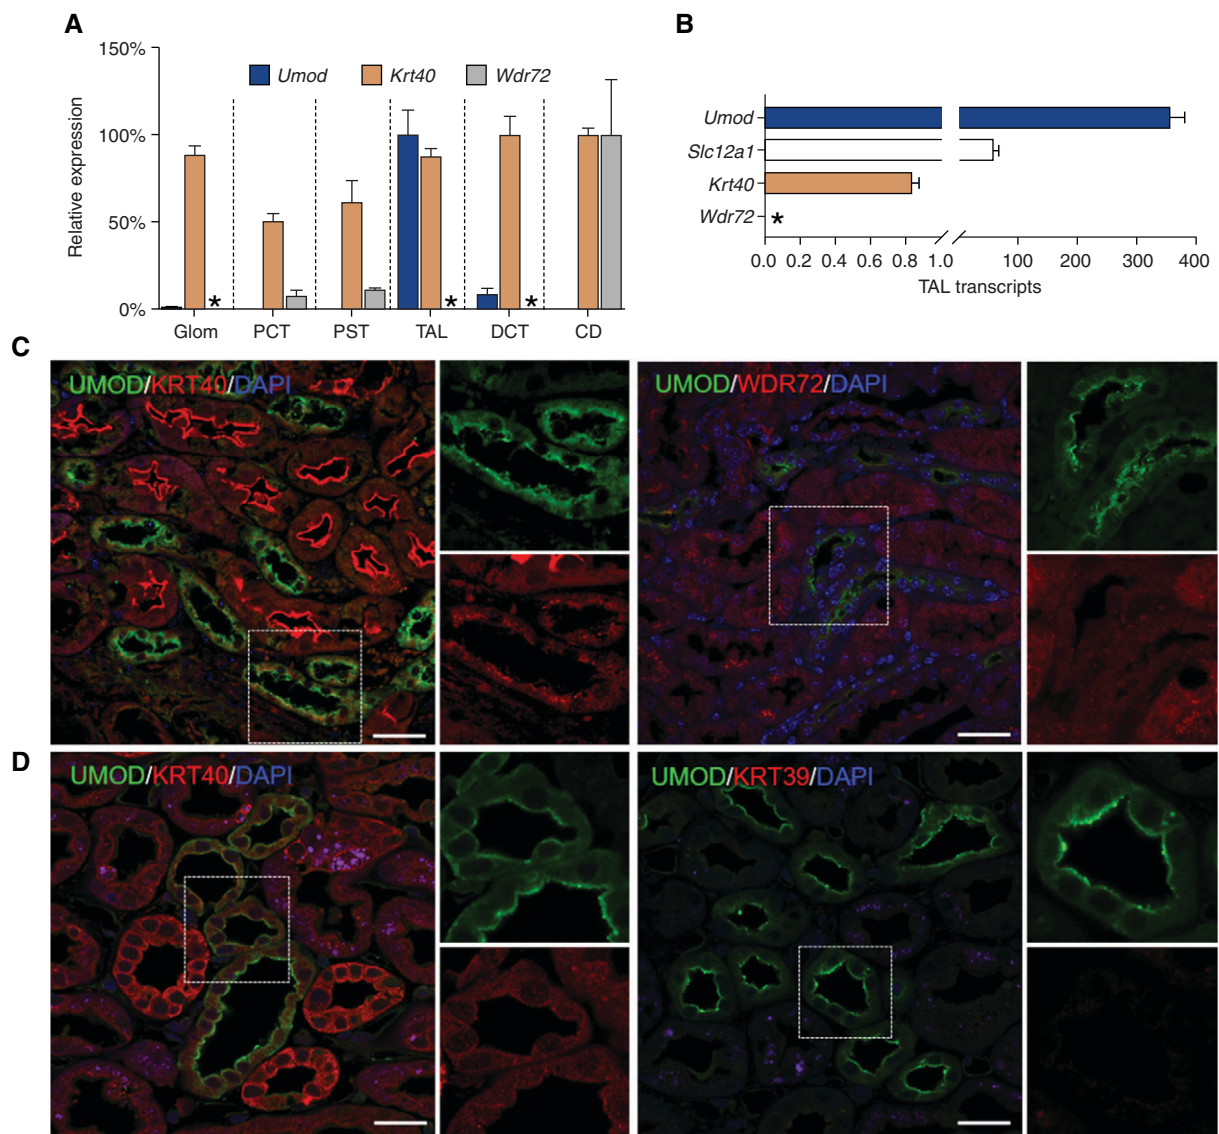 A
150%
100%
50%
0%
Relative expression
Umod
Krt40
Wdr72
*
*
*
Glom
PCT
PST
TAL
DCT
CD
B
Umod
Slc12a1
Krt40
Wdr72
*
0.0 0.2 0.4 0.6 0.8 1.0 100 200 300 400
TAL transcripts
C
UMOD/KRT40/DAPI
UMOD/WDR72/DAPI
D
UMOD/KRT40/DAPI
UMOD/KRT39/DAPI